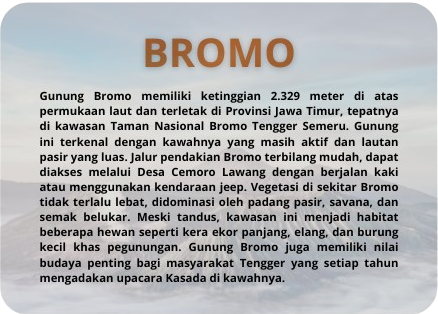 BROMO
Gunung Bromo memiliki ketinggian 2.329 meter di atas
permukaan laut dan terletak di Provinsi Jawa Timur, tepatnya
di kawasan Taman Nasional Bromo Tengger Semeru. Gunung
ini terkenal dengan kawahnya yang masih aktif dan lautan
pasir yang luas. Jalur pendakian Bromo terbilang mudah, dapat
diakses melalui Desa Cemoro Lawang dengan berjalan kaki
atau menggunakan kendaraan jeep. Vegetasi di sekitar Bromo
tidak terlalu lebat, didominasi oleh padang pasir, savana, dan
semak belukar. Meski tandus, kawasan ini menjadi habitat
beberapa hewan seperti kera ekor panjang, elang, dan burung
kecil khas pegunungan. Gunung Bromo juga memiliki nilai
budaya penting bagi masyarakat Tengger yang setiap tahun
mengadakan upacara Kasada di kawahnya.